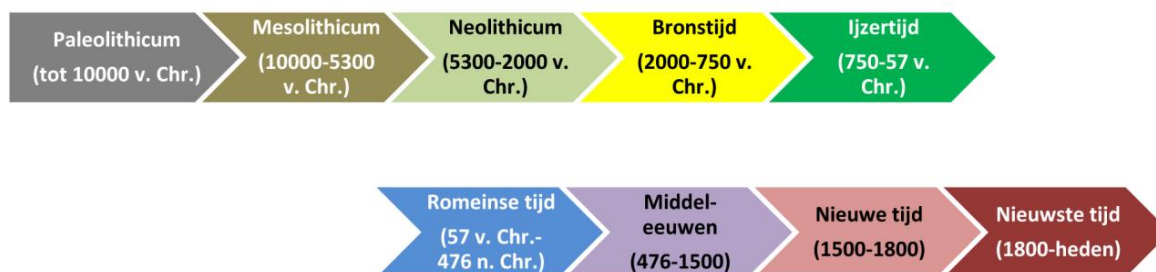 Paleolithicum
(tot 10000 v. Chr.)
Mesolithicum
(10000-5300
v. Chr.)
Neolithicum
(5300-2000 v.
Chr.)
Bronstijd
(2000-750 v.
Chr.)
Ijzertijd
(750-57 v.
Chr.)
Romeinse tijd
(57 v. Chr.-
476 n. Chr.)
Middel-
eeuwen
(476-1500)
Nieuwe tijd
(1500-1800)
Nieuwste tijd
(1800-heden)